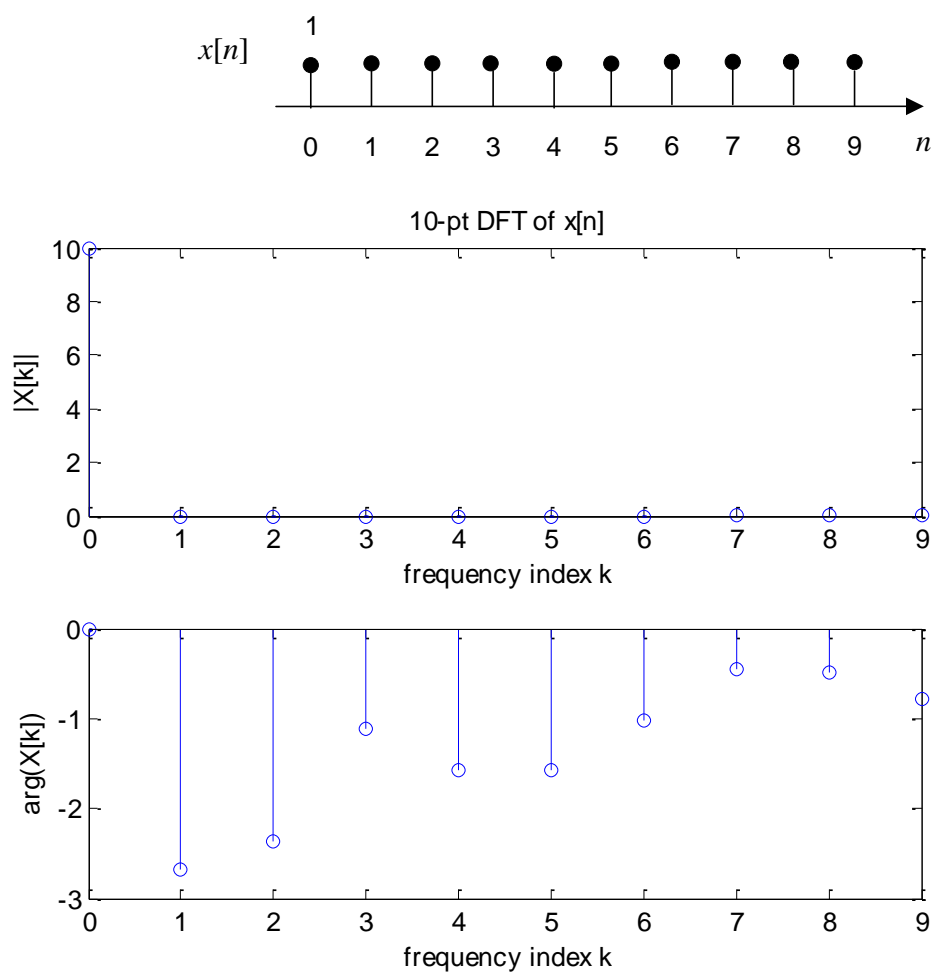 1
x[n]
0 1 2 3 4 5 6 7 8 9 n
10-pt DFT of x[n]
10
8
6
4
2
0
|X[k]|
0 1 2 3 4 5 6 7 8 9
frequency index k
0
-1
-2
-3
arg(X[k])
0 1 2 3 4 5 6 7 8 9
frequency index k